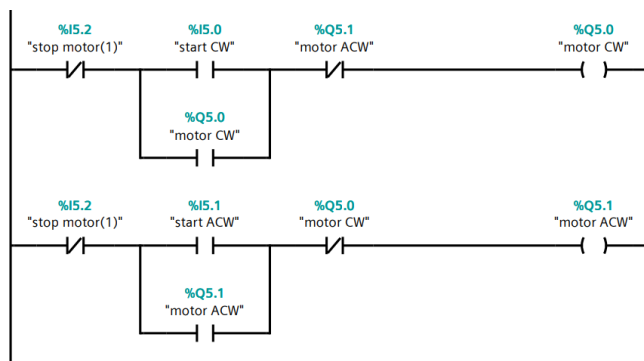 %I5.2 %I5.0 %Q5.1 %Q5.0
"stop motor(1)" "start CW" "motor ACW" "motor CW"
%Q5.0
"motor CW"
%I5.2 %I5.1 %Q5.0 %Q5.1
"stop motor(1)" "start ACW" "motor CW" "motor ACW"
%Q5.1
"motor ACW"